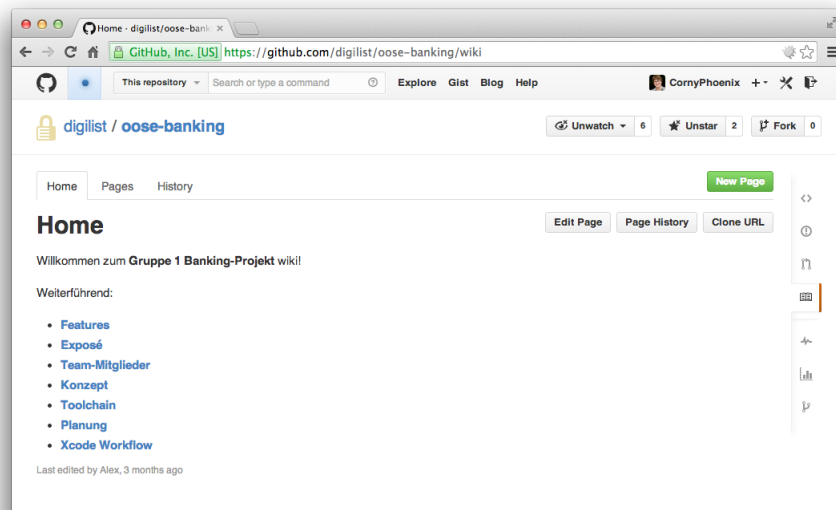 Home · digilist/oose-bank
GitHub, Inc. [US] https://github.com/digilist/oose-banking/wiki
This repository Search or type a command Explore Gist Blog Help CornyPhoenix
digilist / oose-banking Unwatch 6 Unstar 2 Fork 0
Home Pages History New Page
Home Edit Page Page History Clone URL
Willkommen zum Gruppe 1 Banking-Projekt wiki!
Weiterführend:
Features
Exposé
Team-Mitglieder
Konzept
Toolchain
Planung
Xcode Workflow
Last edited by Alex, 3 months ago